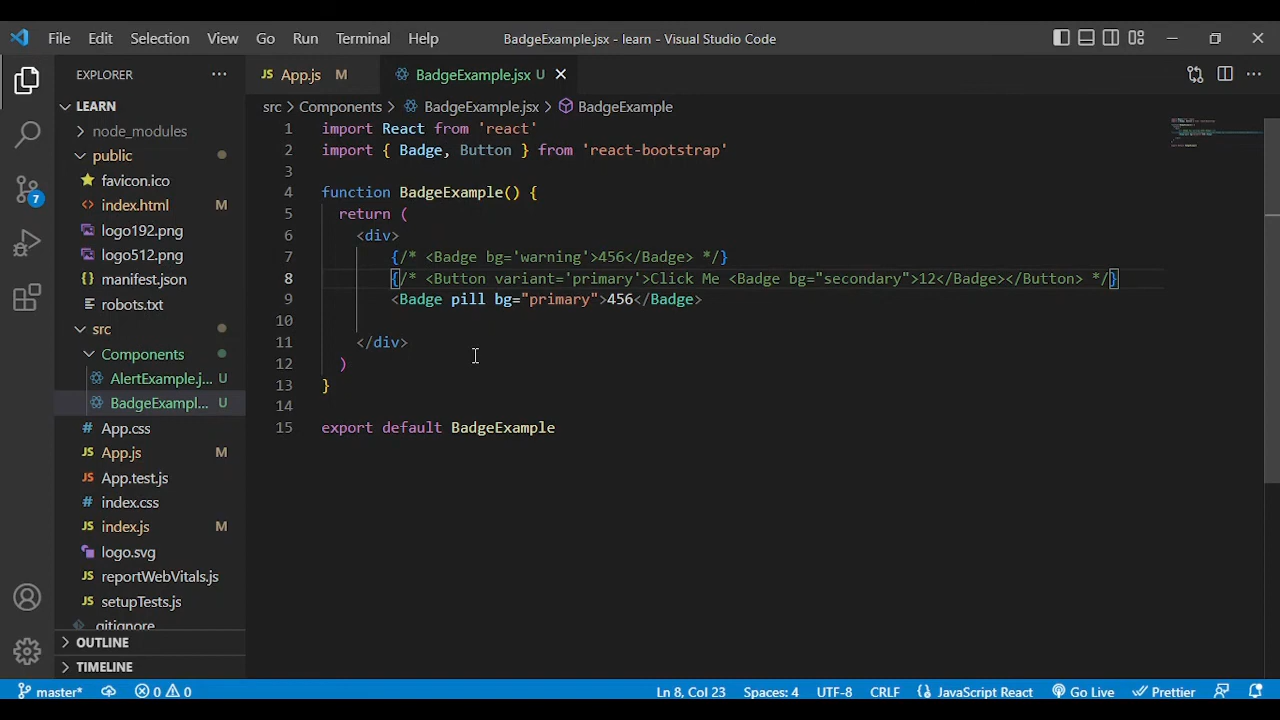 File Edit Selection View Go Run Terminal Help BadgeExample.jsx - learn - Visual Studio Code
EXPLORER ···
App.js M BadgeExample.jsx U
LEARN
src > Components > BadgeExample.jsx > BadgeExample
node_modules
public
favicon.ico
index.html M
logo192.png
logo512.png
manifest.json
robots.txt
src
Components
AlertExample.j... U
BadgeExampl... U
App.css
App.js M
App.test.js
index.css
index.js M
logo.svg
reportWebVitals.js
setupTests.js
.gitignore
OUTLINE
TIMELINE
7
1 import React from 'react'
2 import { Badge, Button } from 'react-bootstrap'
3
4 function BadgeExample() {
5 return (
6 <div>
7 {/* <Badge bg='warning'>456</Badge> */}
8 {/* <Button variant='primary'>Click Me <Badge bg="secondary">12</Badge></Button> */}
9 <Badge pill bg="primary">456</Badge>
10
11 </div>
12 )
13 }
14
15 export default BadgeExample
master* 0 0 Ln 8, Col 23 Spaces: 4 UTF-8 CRLF JavaScript React Go Live Prettier